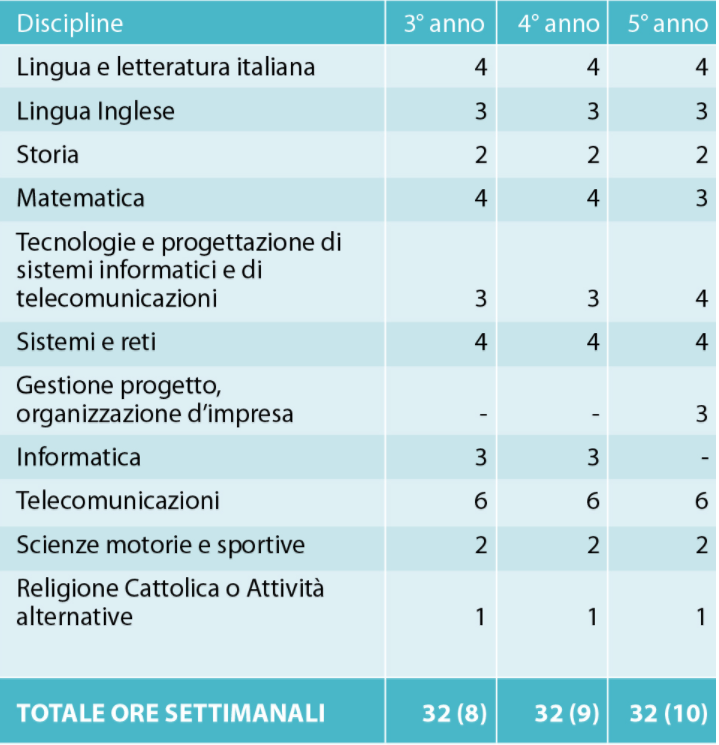 Discipline 3° anno 4° anno 5° anno
Lingua e letteratura italiana 4 4 4
Lingua Inglese 3 3 3
Storia 2 2 2
Matematica 4 4 3
Tecnologie e progettazione di
sistemi informatici e di
telecomunicazioni 3 3 4
Sistemi e reti 4 4 4
Gestione progetto,
organizzazione d’impresa - - 3
Informatica 3 3 -
Telecomunicazioni 6 6 6
Scienze motorie e sportive 2 2 2
Religione Cattolica o Attività
alternative 1 1 1
TOTALE ORE SETTIMANALI 32 (8) 32 (9) 32 (10)